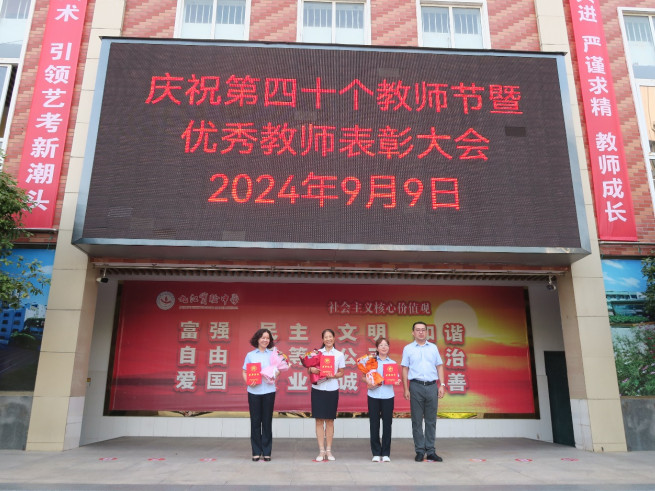 庆祝第四十个教师节暨
优秀教师表彰大会
2024年9月9日
术 引领艺考新潮头
进 严谨求精 教师成长
社会主义核心价值观
富强 民主 文明 和谐
自由
爱国
治
善